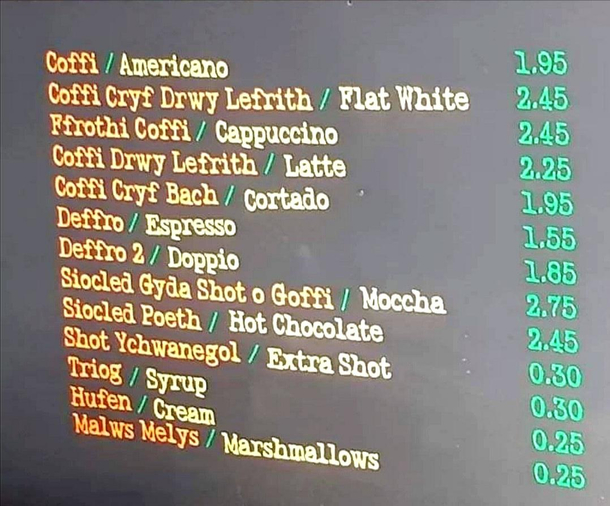 Coffi / Americano 1.95
Coffi Cryf Drwy Lefrith / Flat White 2.45
Ffrothi Coffi / Cappuccino 2.45
Coffi Drwy Lefrith / Latte 2.25
Coffi Cryf Bach / Cortado 1.95
Deffro / Espresso 1.55
Deffro 2 / Doppio 1.85
Siocled Gyda Shot o Goffi / Moccha 2.75
Siocled Poeth / Hot Chocolate 2.45
Shot Ychwanegol / Extra Shot 0.30
Triog / Syrup 0.30
Hufen / Cream 0.25
Malws Melys / Marshmallows 0.25